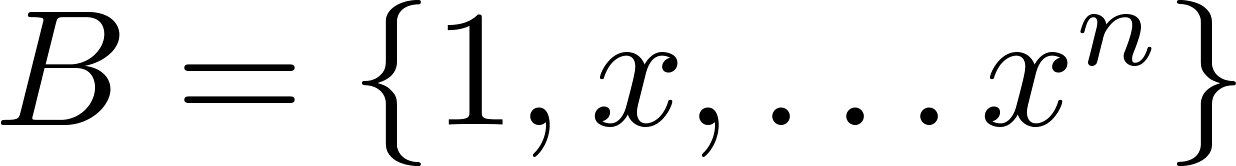 B = {1, x, . . . x^n}